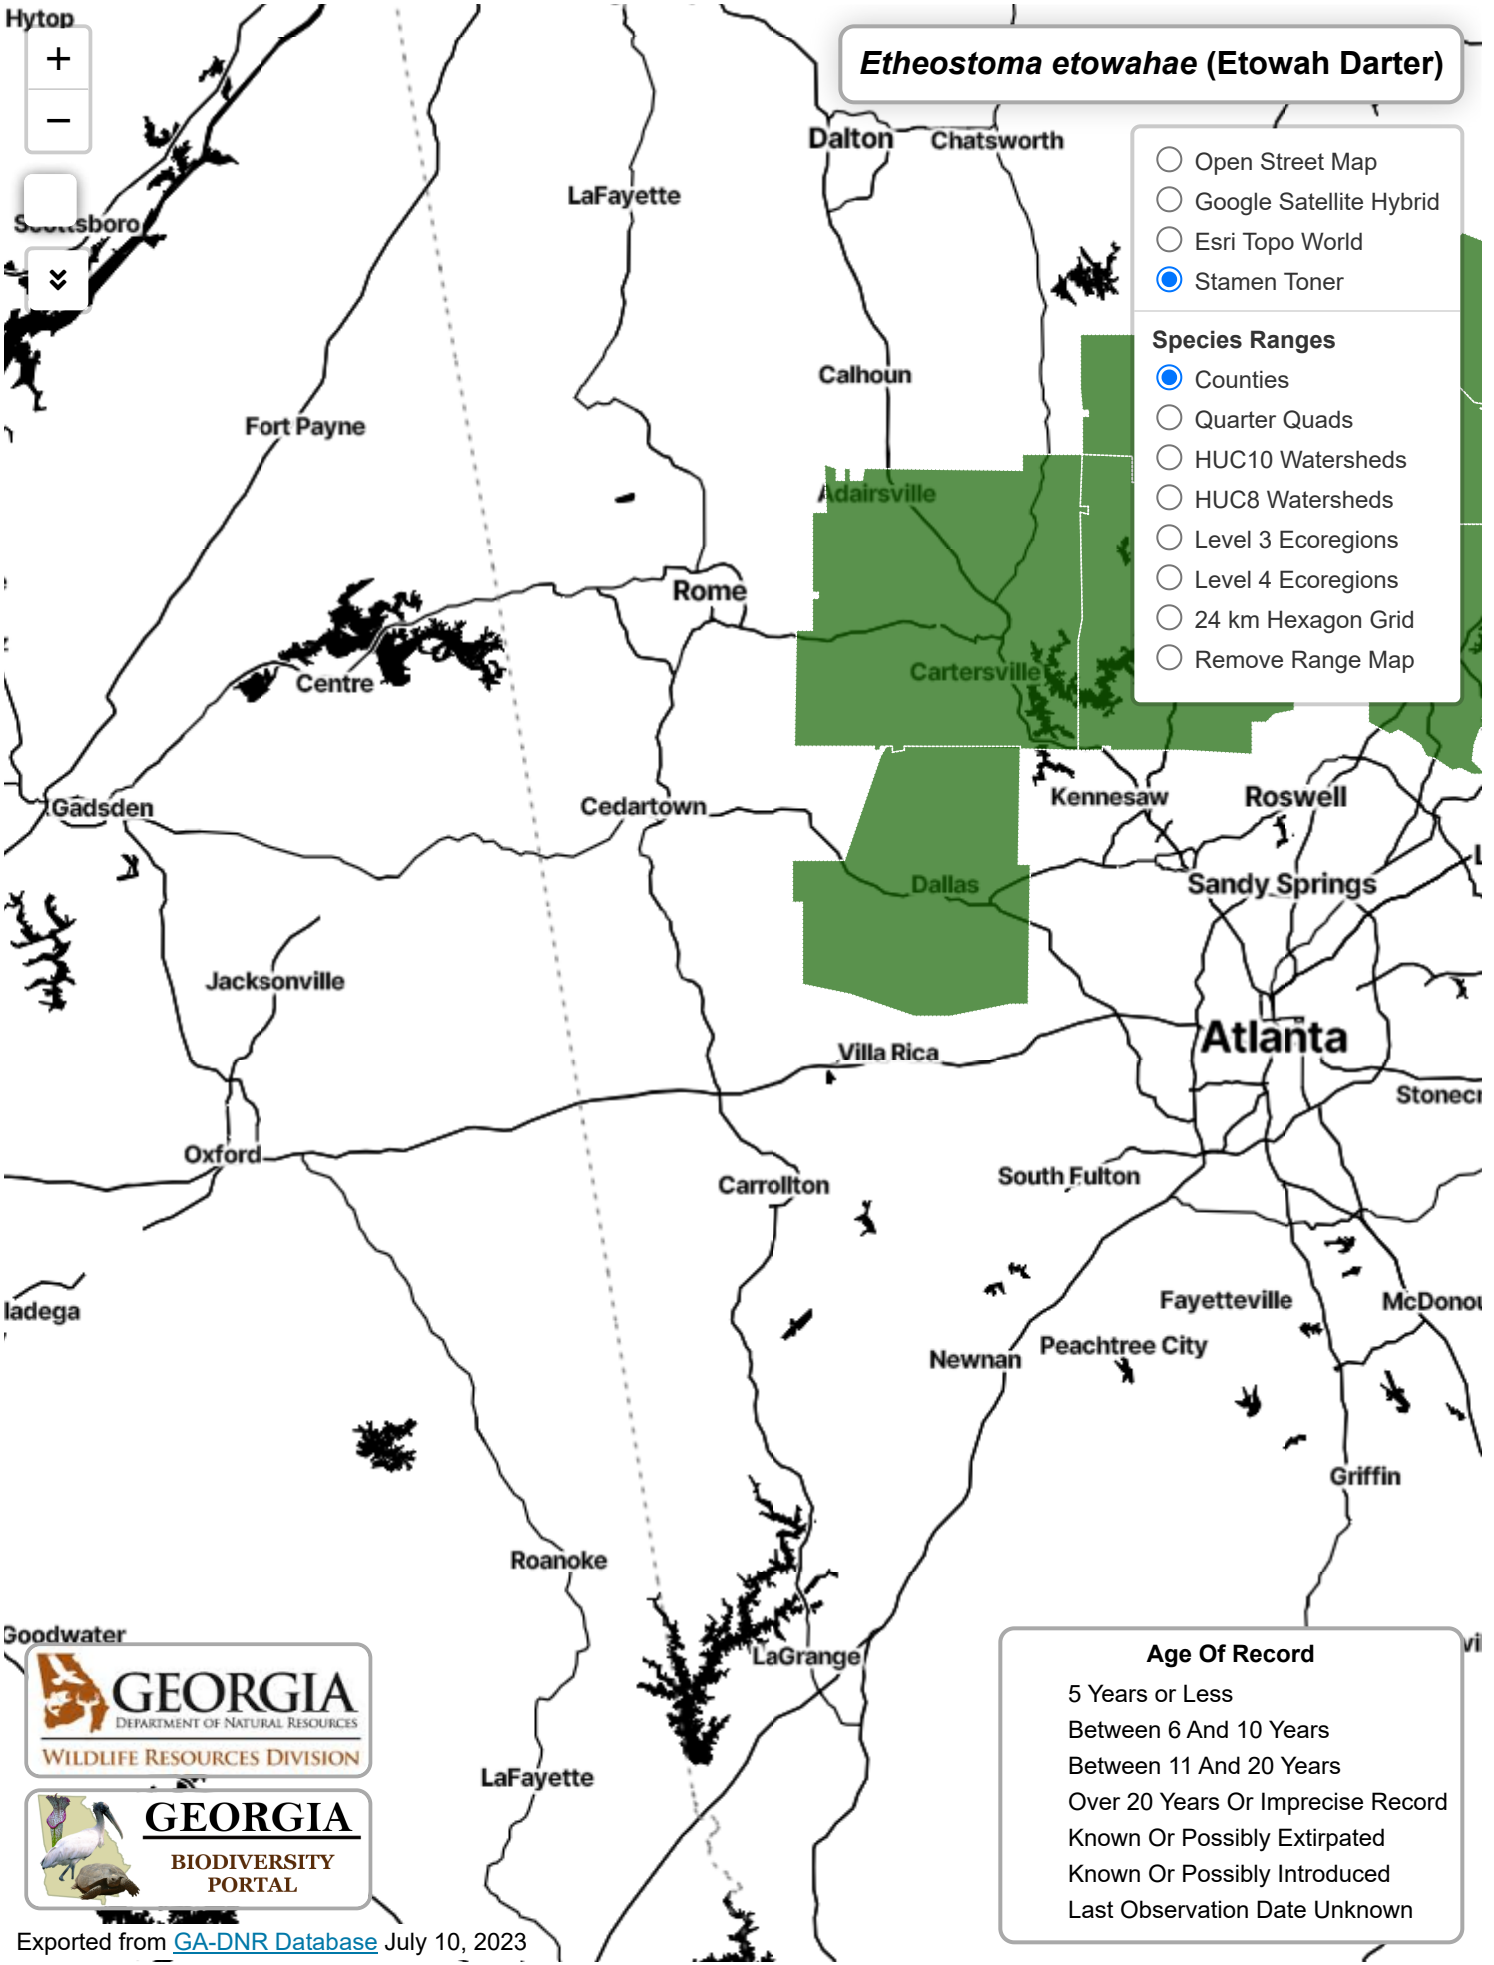 Hytop
+
−
Etheostoma etowahae (Etowah Darter)
Dalton
Chatsworth
LaFayette
Scottsboro
Open Street Map
Google Satellite Hybrid
Esri Topo World
Stamen Toner
Species Ranges
Counties
Quarter Quads
HUC10 Watersheds
HUC8 Watersheds
Level 3 Ecoregions
Level 4 Ecoregions
24 km Hexagon Grid
Remove Range Map
Calhoun
Fort Payne
Adairsville
Rome
Cartersville
Centre
Gadsden
Cedartown
Kennesaw
Roswell
Dallas
Sandy Springs
Jacksonville
Atlanta
Villa Rica
Stonecr
Oxford
Carrollton
South Fulton
ladega
Fayetteville
McDonou
Peachtree City
Newnan
Griffin
Roanoke
Goodwater
LaGrange
vi
LaFayette
GEORGIA
DEPARTMENT OF NATURAL RESOURCES
WILDLIFE RESOURCES DIVISION
GEORGIA
BIODIVERSITY
PORTAL
Age Of Record
5 Years or Less
Between 6 And 10 Years
Between 11 And 20 Years
Over 20 Years Or Imprecise Record
Known Or Possibly Extirpated
Known Or Possibly Introduced
Last Observation Date Unknown
Exported from GA-DNR Database July 10, 2023